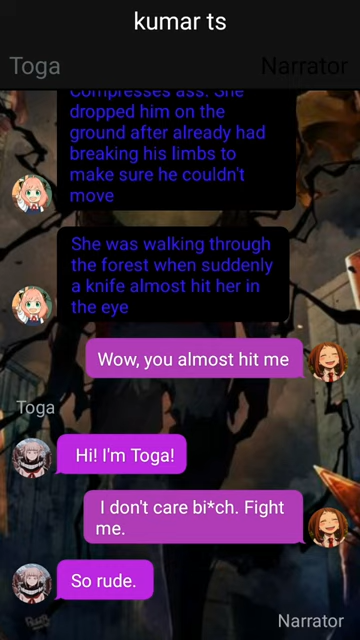 kumar ts
Toga
Narrator
Compresses ass. She
dropped him on the
ground after already had
breaking his limbs to
make sure he couldn't
move
She was walking through
the forest when suddenly
a knife almost hit her in
the eye
Wow, you almost hit me
Toga
Hi! I'm Toga!
I don't care bi*ch. Fight
me.
So rude.
Narrator